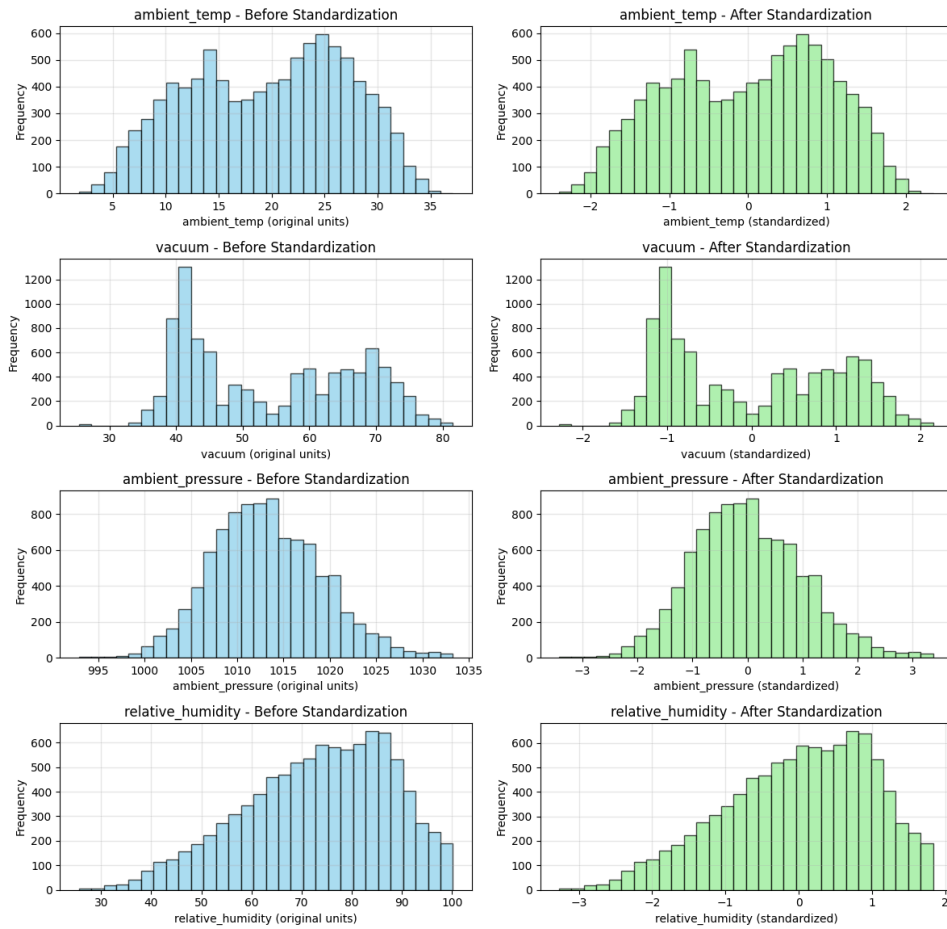 ambient_temp - Before Standardization
600
500
400
300
200
100
0
Frequency
5 10 15 20 25 30 35
ambient_temp (original units)
ambient_temp - After Standardization
600
500
400
300
200
100
0
Frequency
−2 −1 0 1 2
ambient_temp (standardized)
vacuum - Before Standardization
1200
1000
800
600
400
200
0
Frequency
30 40 50 60 70 80
vacuum (original units)
vacuum - After Standardization
1200
1000
800
600
400
200
0
Frequency
−2 −1 0 1 2
vacuum (standardized)
ambient_pressure - Before Standardization
800
600
400
200
0
Frequency
995 1000 1005 1010 1015 1020 1025 1030 1035
ambient_pressure (original units)
ambient_pressure - After Standardization
800
600
400
200
0
Frequency
−3 −2 −1 0 1 2 3
ambient_pressure (standardized)
relative_humidity - Before Standardization
600
500
400
300
200
100
0
Frequency
30 40 50 60 70 80 90 100
relative_humidity (original units)
relative_humidity - After Standardization
600
500
400
300
200
100
0
Frequency
−3 −2 −1 0 1 2
relative_humidity (standardized)